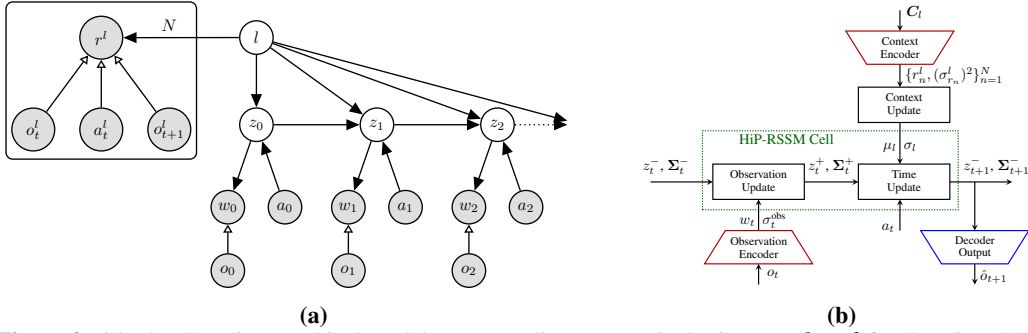 r^l
N
l
o_t^l
a_t^l
o_{t+1}^l
z_0
z_1
z_2
w_0
a_0
w_1
a_1
w_2
a_2
o_0
o_1
o_2
(a)
C_l
Context
Encoder
{r_n^l, (σ_{r_n}^l)^2}_{n=1}^N
Context
Update
HiP-RSSM Cell
μ_l σ_l
z_t^-, Σ_t^-
Observation
Update
z_t^+, Σ_t^+
Time
Update
z_{t+1}^-, Σ_{t+1}^-
w_t σ_t^{obs}
a_t
Observation
Encoder
Decoder
Output
o_t
ô_{t+1}
(b)